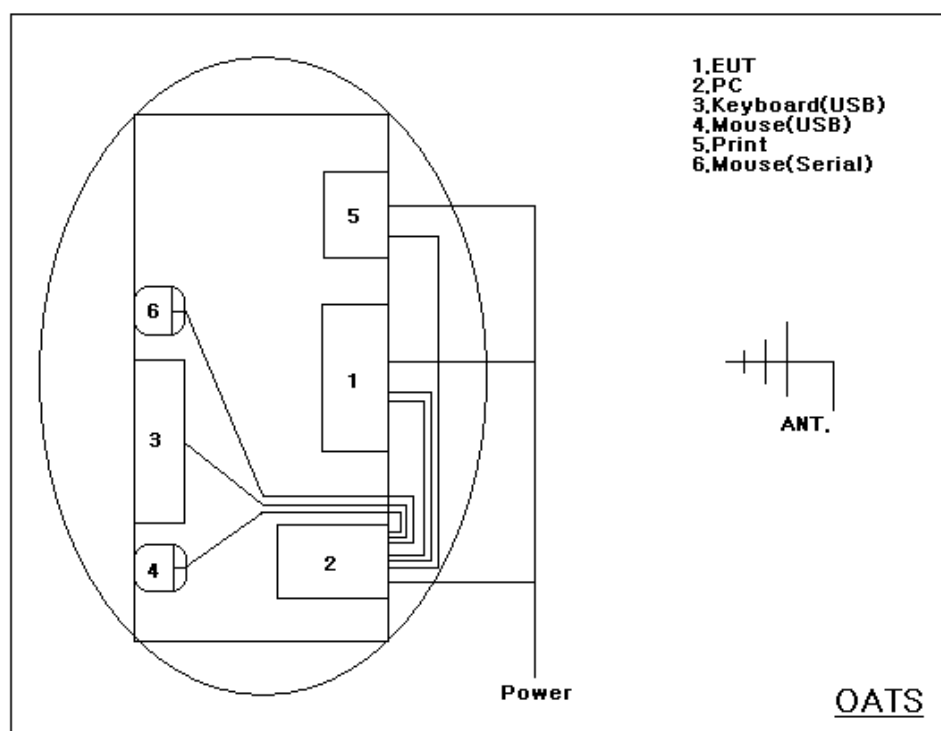 1.EUT
2.PC
3.Keyboard(USB)
4.Mouse(USB)
5.Print
6.Mouse(Serial)
5
6
1
3
2
4
ANT.
Power
OATS